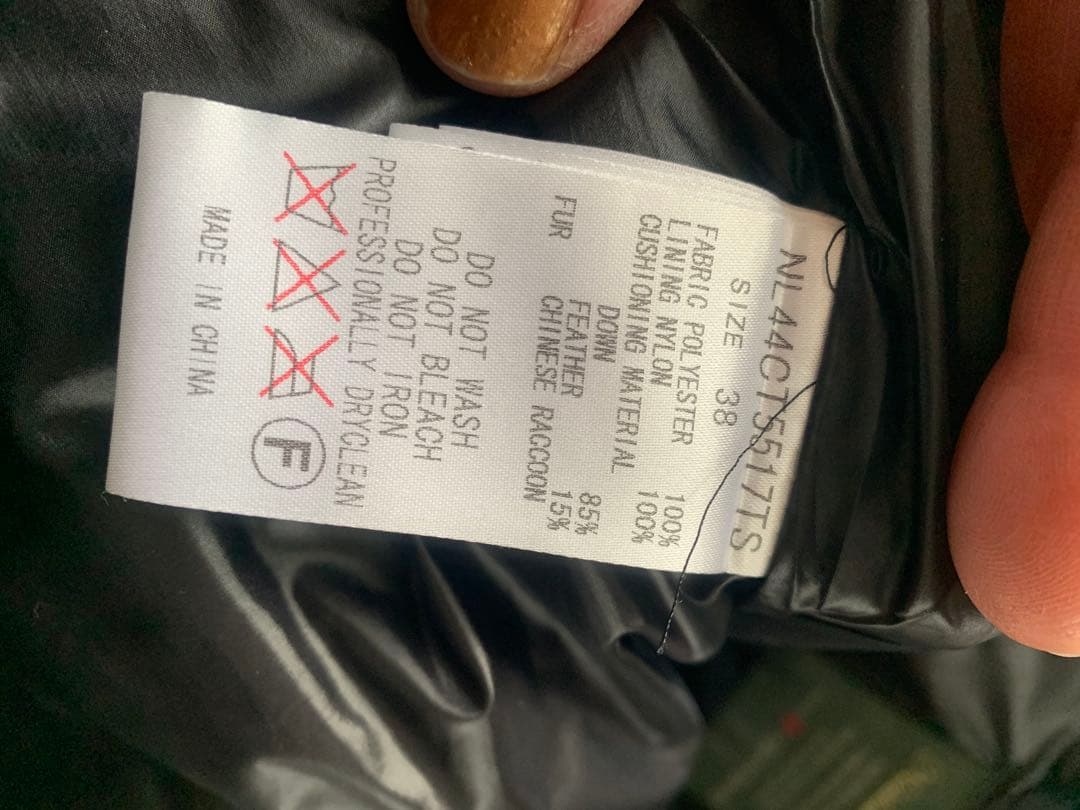 NL44CT5517TS
SIZE 38
FABRIC POLYESTER 100%
LINING NYLON 100%
CUSHIONING MATERIAL
DOWN 85%
FEATHER 15%
FUR CHINESE RACCOON
DO NOT WASH
DO NOT BLEACH
DO NOT IRON
PROFESSIONALLY DRYCLEAN
F
MADE IN CHINA